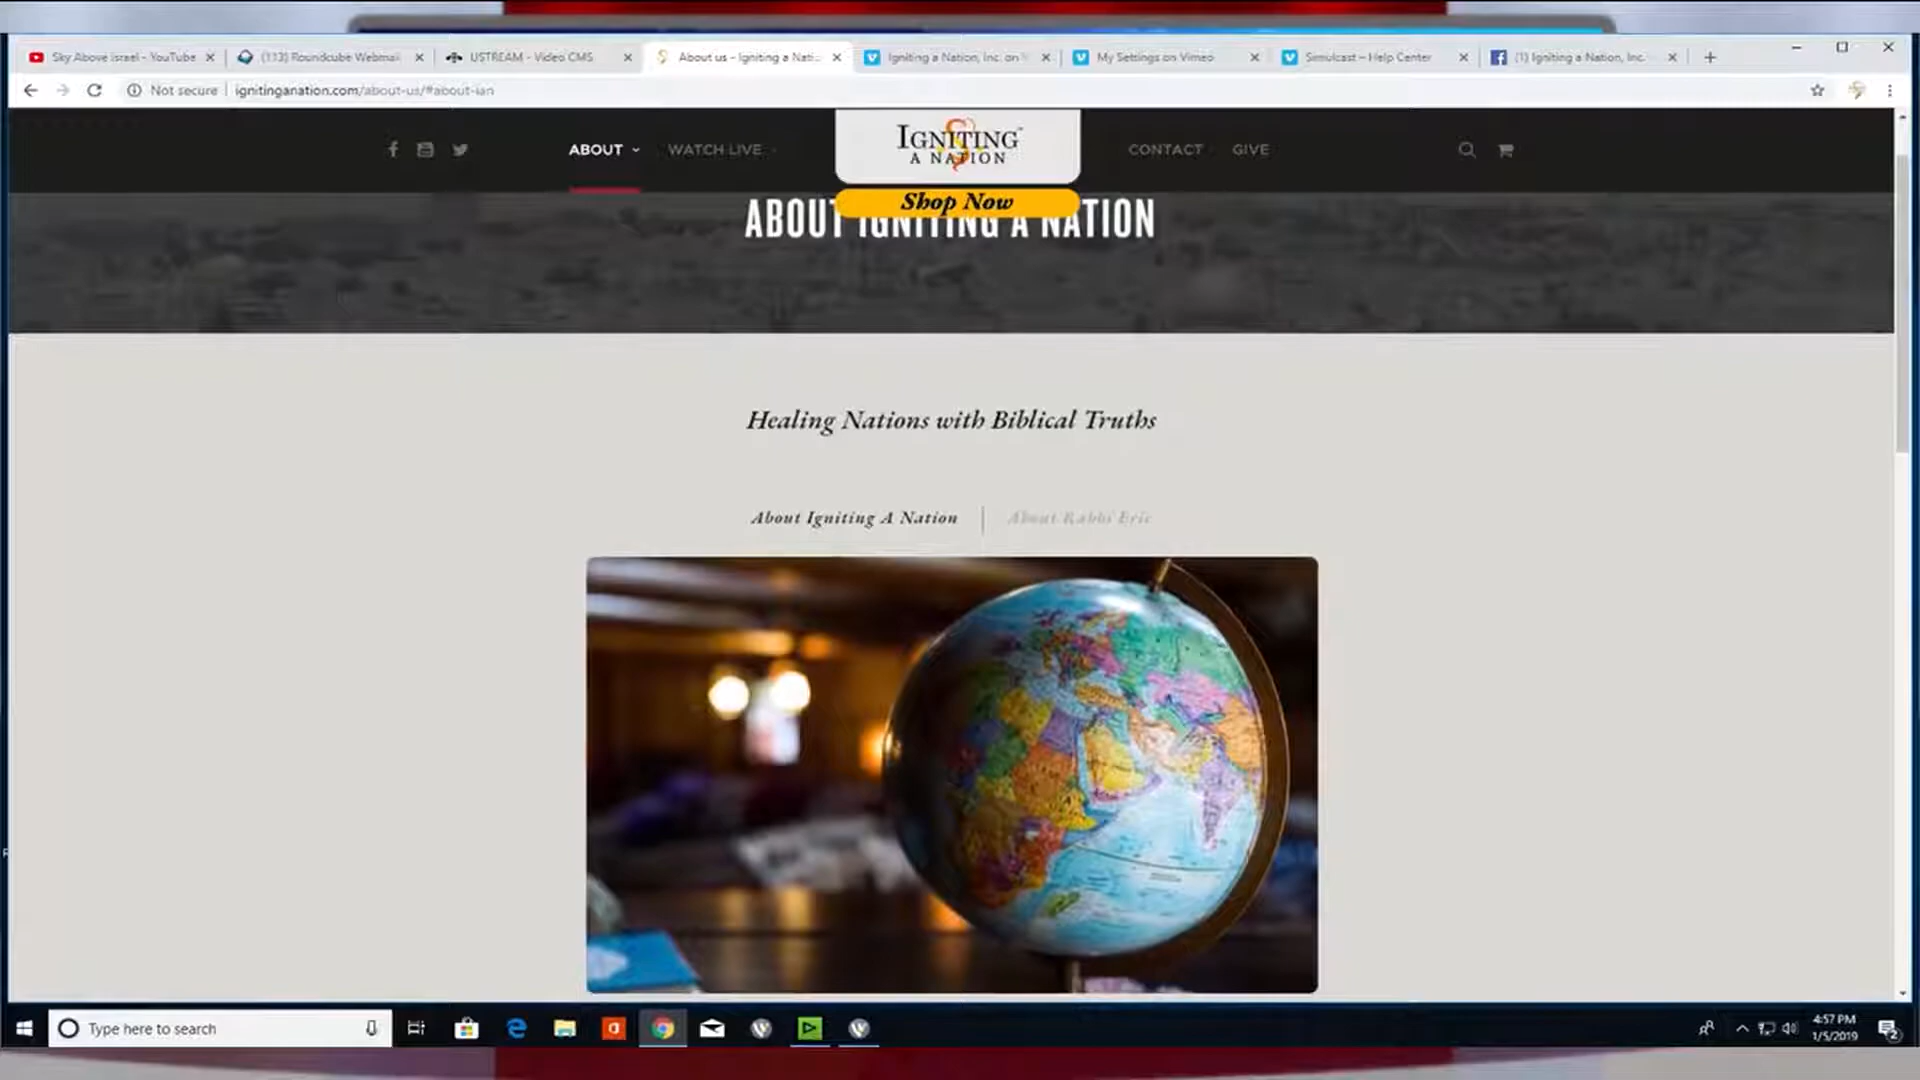 Sky Above Israel - YouTube
(113) Roundcube Webmail
USTREAM - Video CMS
About us – Igniting a Nati
Igniting a Nation, Inc. on
My Settings on Vimeo
Simulcast – Help Center
(1) Igniting a Nation, Inc.
Not secure
ignitinganation.com/about-us/#about-ian
ABOUT
WATCH LIVE
IGNITING
A NATION
CONTACT
GIVE
Shop Now
ABOUT IGNITING A NATION
Healing Nations with Biblical Truths
About Igniting A Nation
About Rabbi Eric
Type here to search
4:57 PM
1/5/2019
2